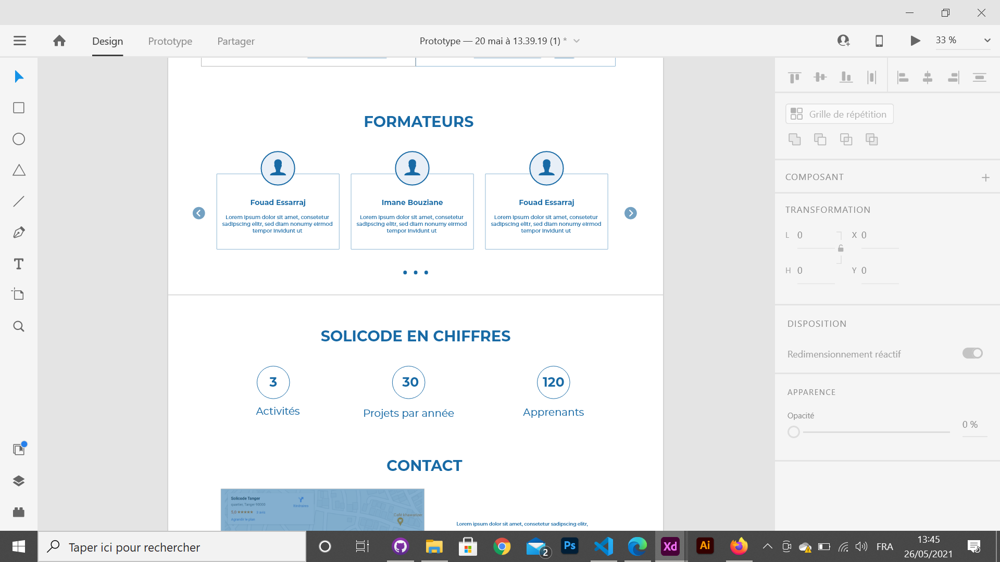 Design
Prototype
Partager
Prototype — 20 mai à 13.39.19 (1) *
33 %
Grille de répétition
COMPOSANT
TRANSFORMATION
L 0
X 0
H 0
Y 0
DISPOSITION
Redimensionnement réactif
APPARENCE
Opacité
0 %
FORMATEURS
Fouad Essarraj
Lorem ipsum dolor sit amet, consetetur
sadipscing elitr, sed diam nonumy eirmod
tempor invidunt ut
Imane Bouziane
Lorem ipsum dolor sit amet, consetetur
sadipscing elitr, sed diam nonumy eirmod
tempor invidunt ut
Fouad Essarraj
Lorem ipsum dolor sit amet, consetetur
sadipscing elitr, sed diam nonumy eirmod
tempor invidunt ut
SOLICODE EN CHIFFRES
3
Activités
30
Projets par année
120
Apprenants
CONTACT
Solicode Tanger
quartier, Tanger 90000
5,0 ★★★★★ 3 avis
Agrandir le plan
Itinéraires
Café khawatzer
Lorem ipsum dolor sit amet, consetetur sadipscing elitr,
Taper ici pour rechercher
2
Ps
Xd
Ai
FRA
13:45
26/05/2021